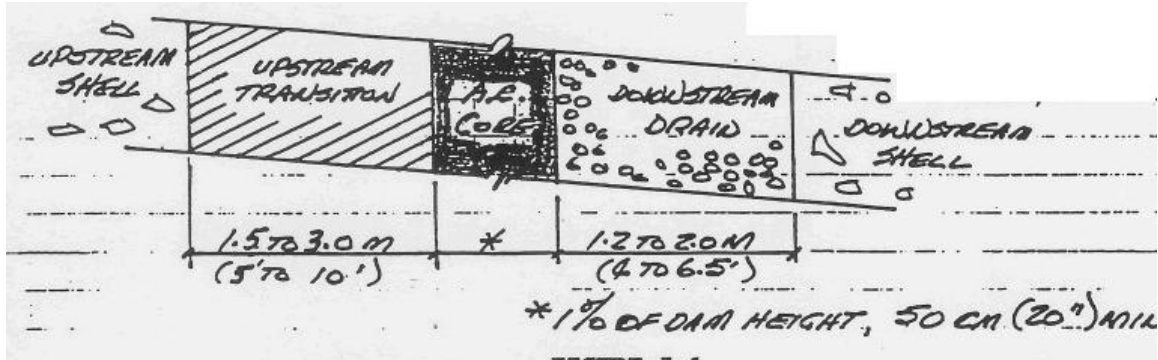 UPSTREAM
SHELL
UPSTREAM
TRANSITION
A.C.
CORE
DOWNSTREAM
DRAIN
DOWNSTREAM
SHELL
1.5 TO 3.0 M
(5' TO 10')
*
1.2 TO 2.0 M
(4 TO 6.5')
* 1% OF DAM HEIGHT, 50 CM (20") MIN